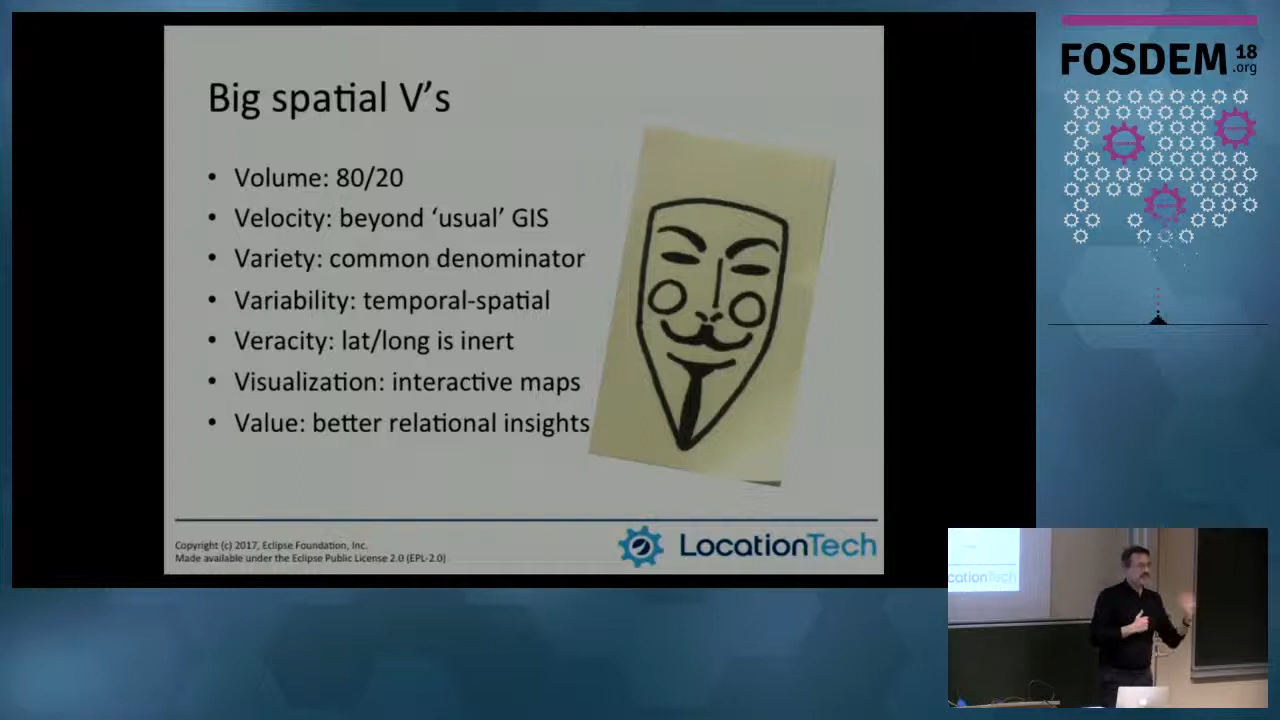 Big spatial V’s
• Volume: 80/20
• Velocity: beyond ‘usual’ GIS
• Variety: common denominator
• Variability: temporal-spatial
• Veracity: lat/long is inert
• Visualization: interactive maps
• Value: better relational insights
Copyright (c) 2017, Eclipse Foundation, Inc.
Made available under the Eclipse Public License 2.0 (EPL-2.0)
LocationTech
FOSDEM 18
.org
cationTech